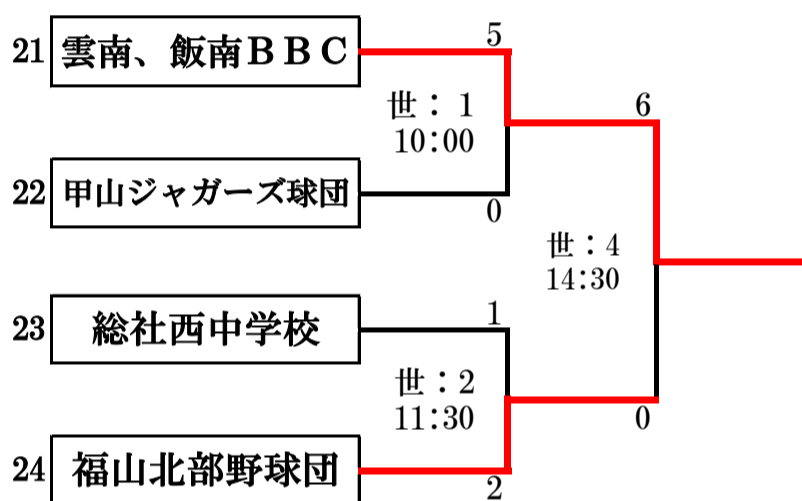 21 雲南、飯南ＢＢＣ
5
世：1
10:00
6
22 甲山ジャガーズ球団
0
世：4
14:30
23 総社西中学校
1
世：2
11:30
0
24 福山北部野球団
2